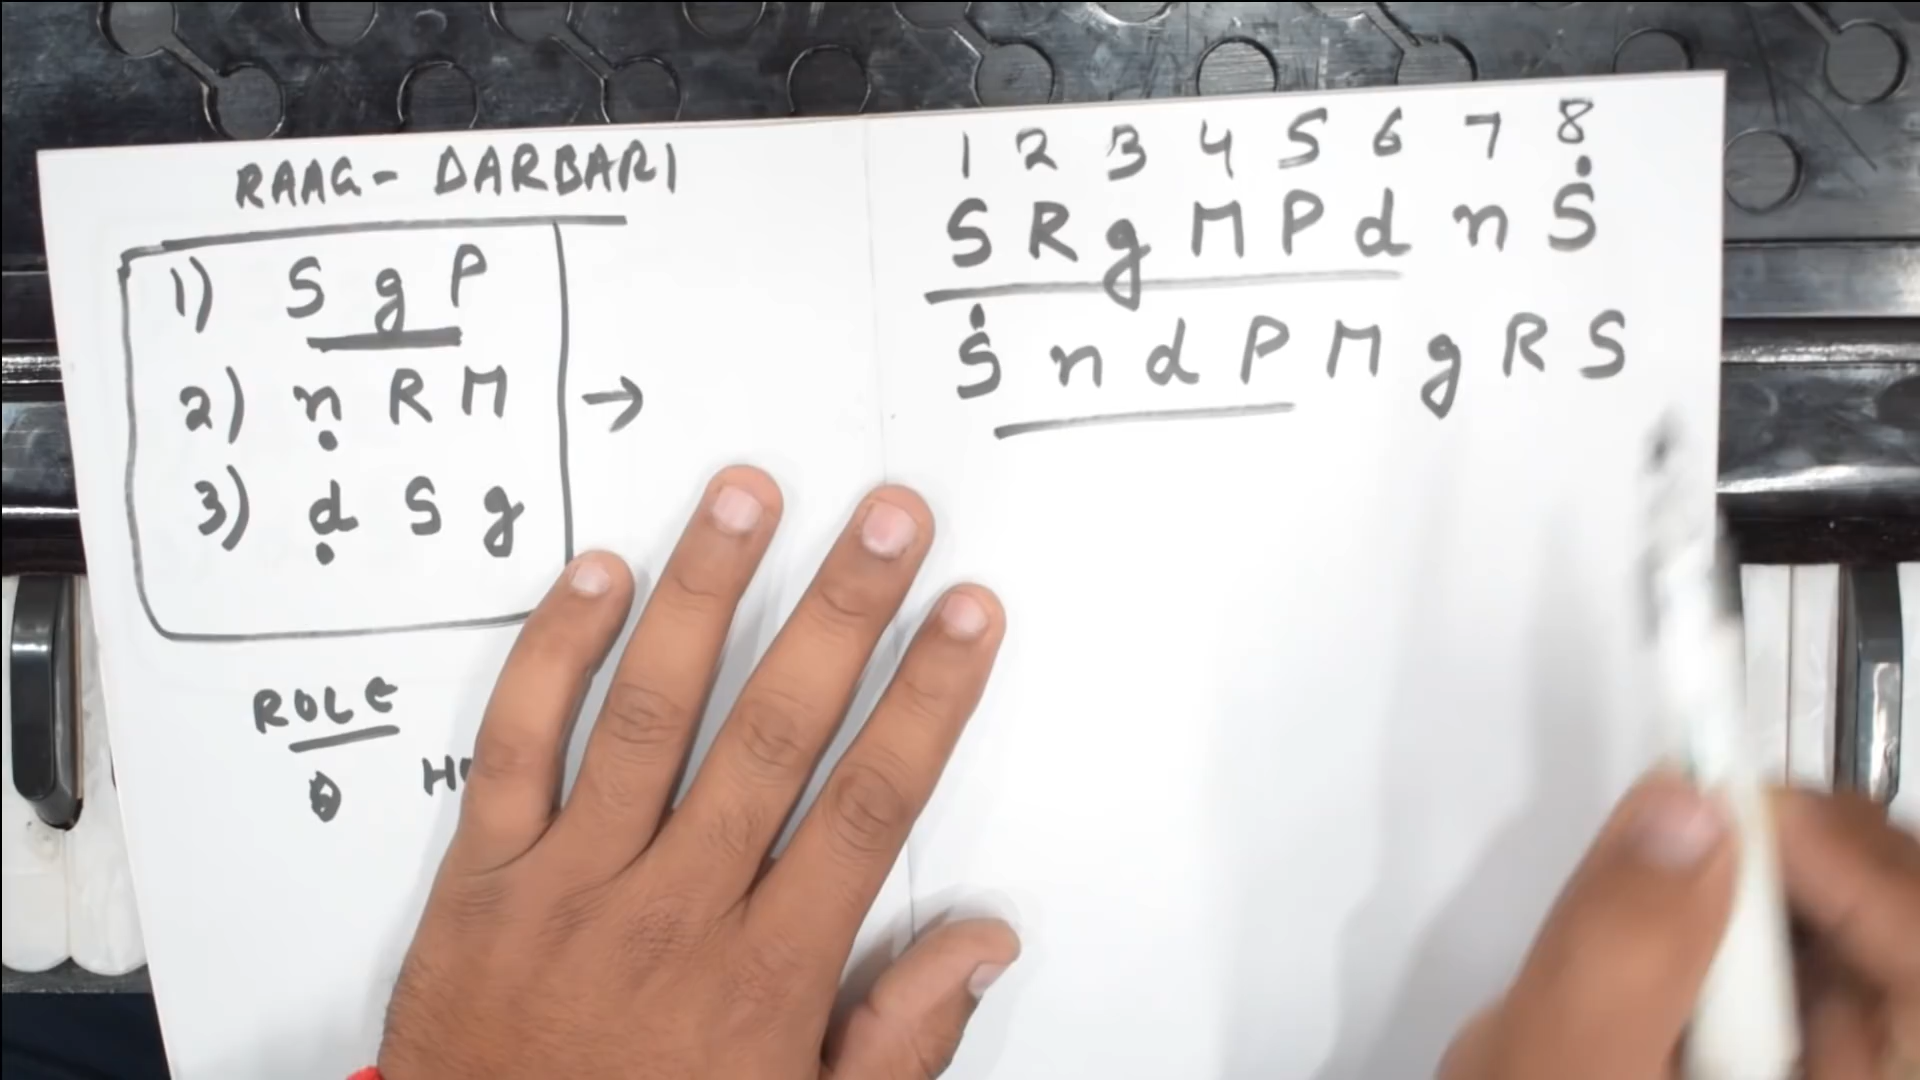 RAAG - DARBARI
1) S g P
2) ṇ R M →
3) ḍ S g
ROLE
1 2 3 4 5 6 7 8
S R g M P d n Ṡ
Ṡ n d P M g R S